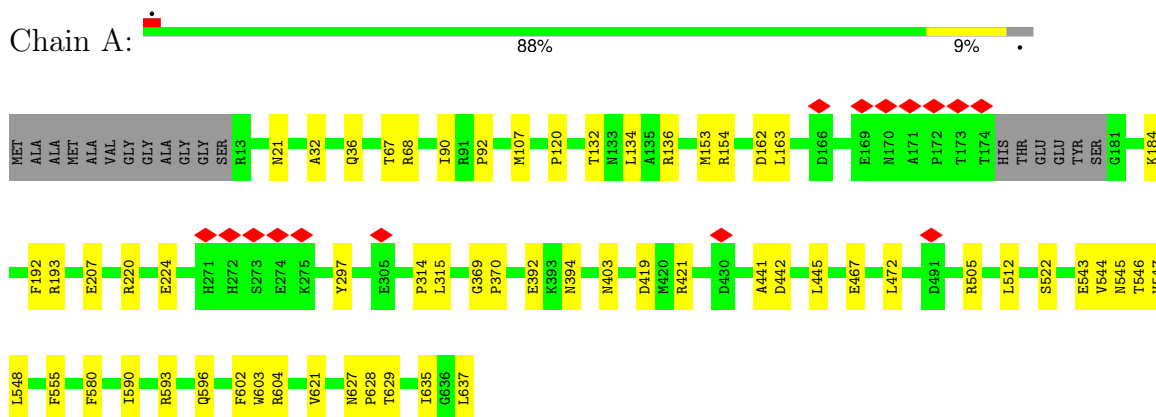 Chain A:
88%
9%
MET ALA ALA MET ALA VAL GLY GLY ALA GLY GLY SER R13 N21 A32 Q36 T67 R68 I90 R91 P92 M107 P120 T132 N133 L134 A135 R136 M153 R154 D162 L163 D166 E169 N170 A171 P172 T173 T174 HIS THR GLU GLU TYR SER G181 K184
F192 R193 E207 R220 E224 H271 H272 S273 E274 K275 Y297 E305 P314 L315 G369 P370 E392 K393 N394 N403 D419 M420 R421 D430 A441 D442 L445 E467 L472 D491 R505 L512 S522 E543 V544 N545 T546
L548 F555 F580 I590 R593 Q596 F602 W603 R604 V621 N627 P628 T629 I635 G636 L637